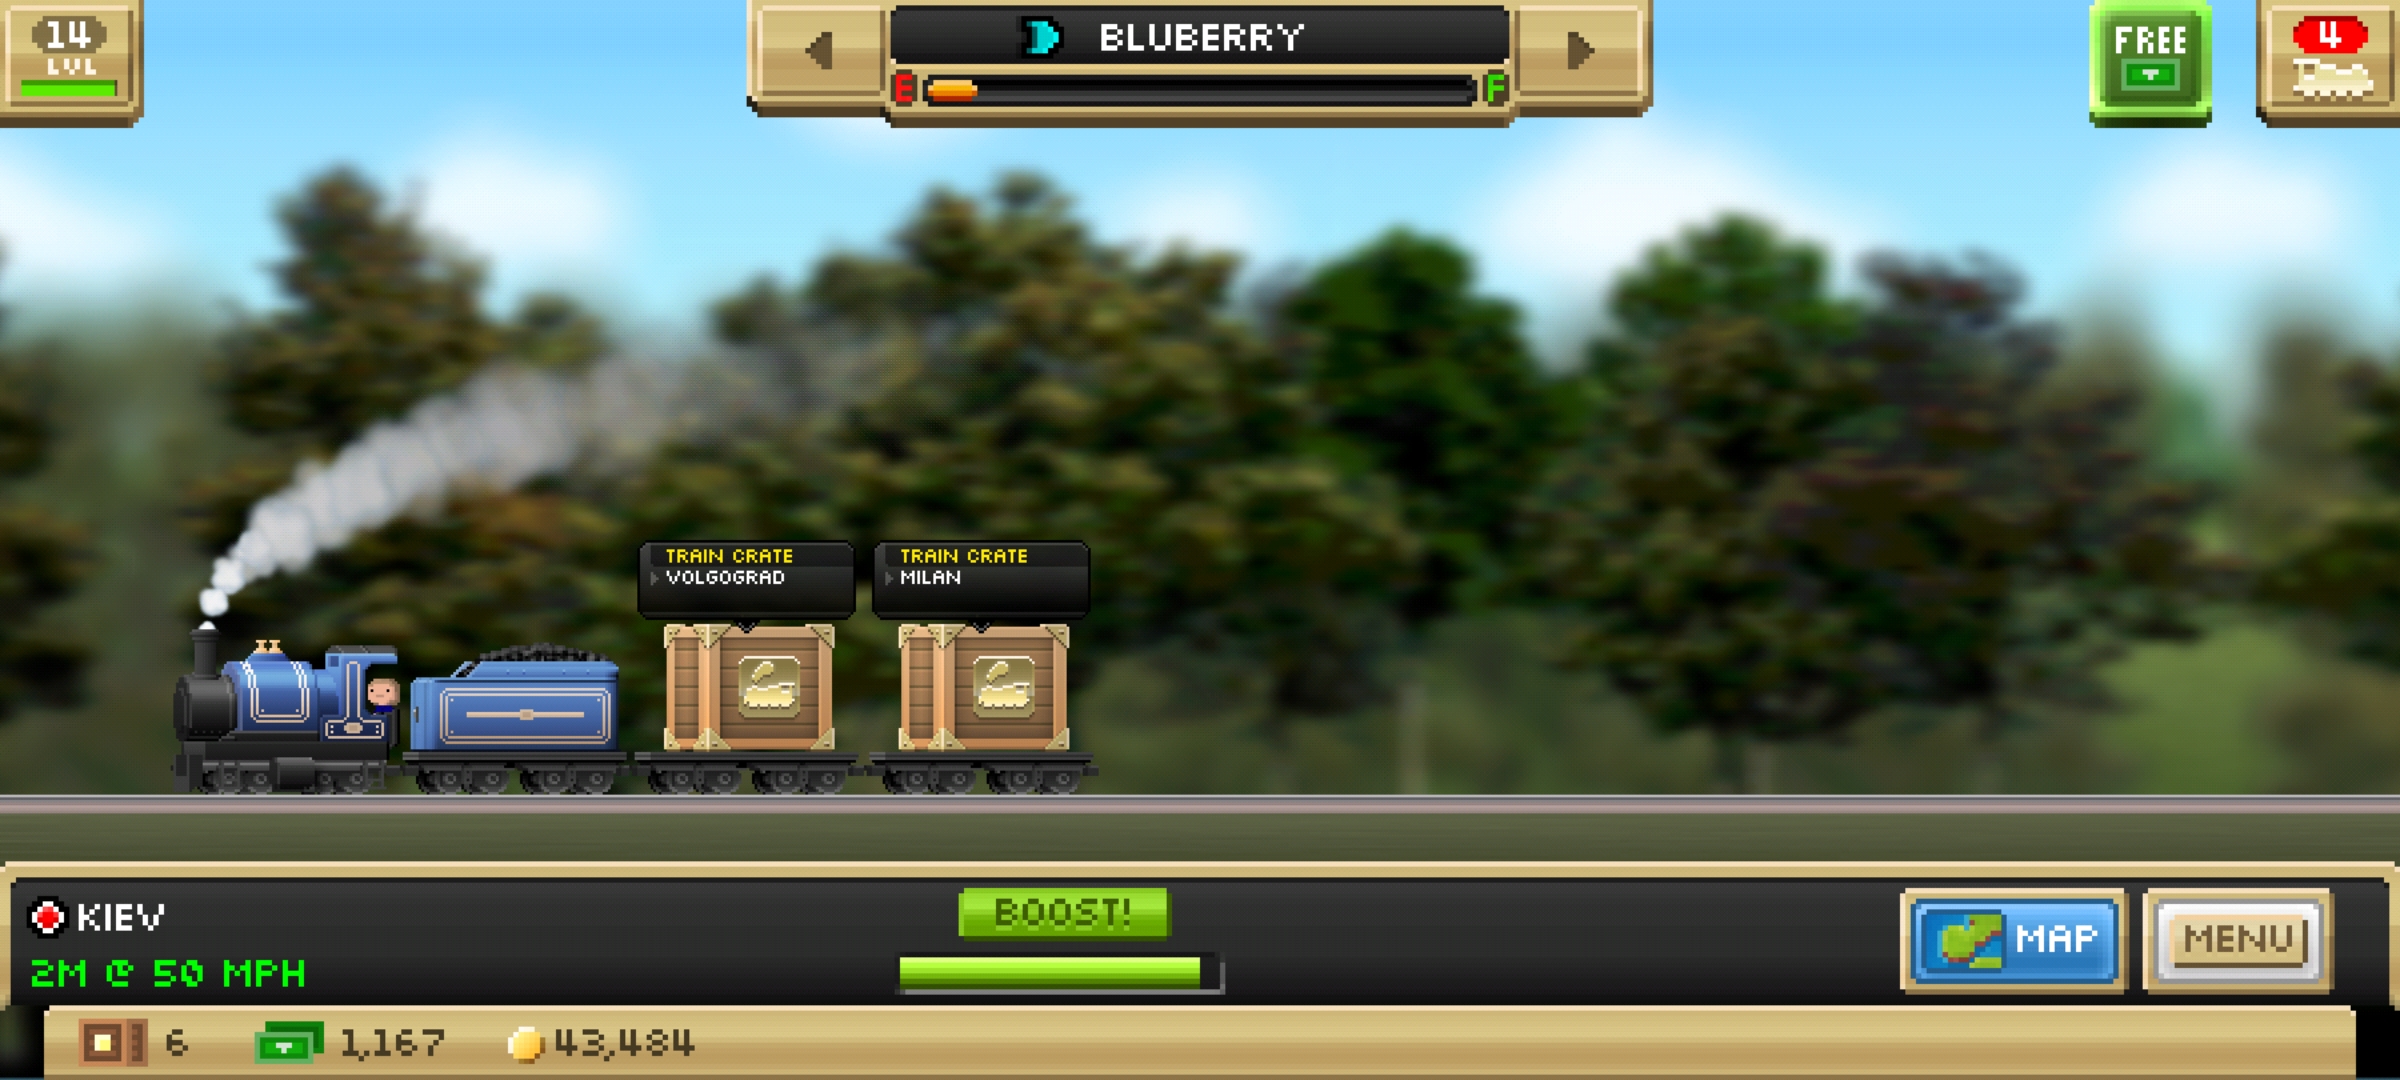 14
LVL
BLUBERRY
E
F
FREE
4
TRAIN CRATE
VOLGOGRAD
TRAIN CRATE
MILAN
KIEV
2M @ 50 MPH
BOOST!
MAP
MENU
6
1,167
43,484